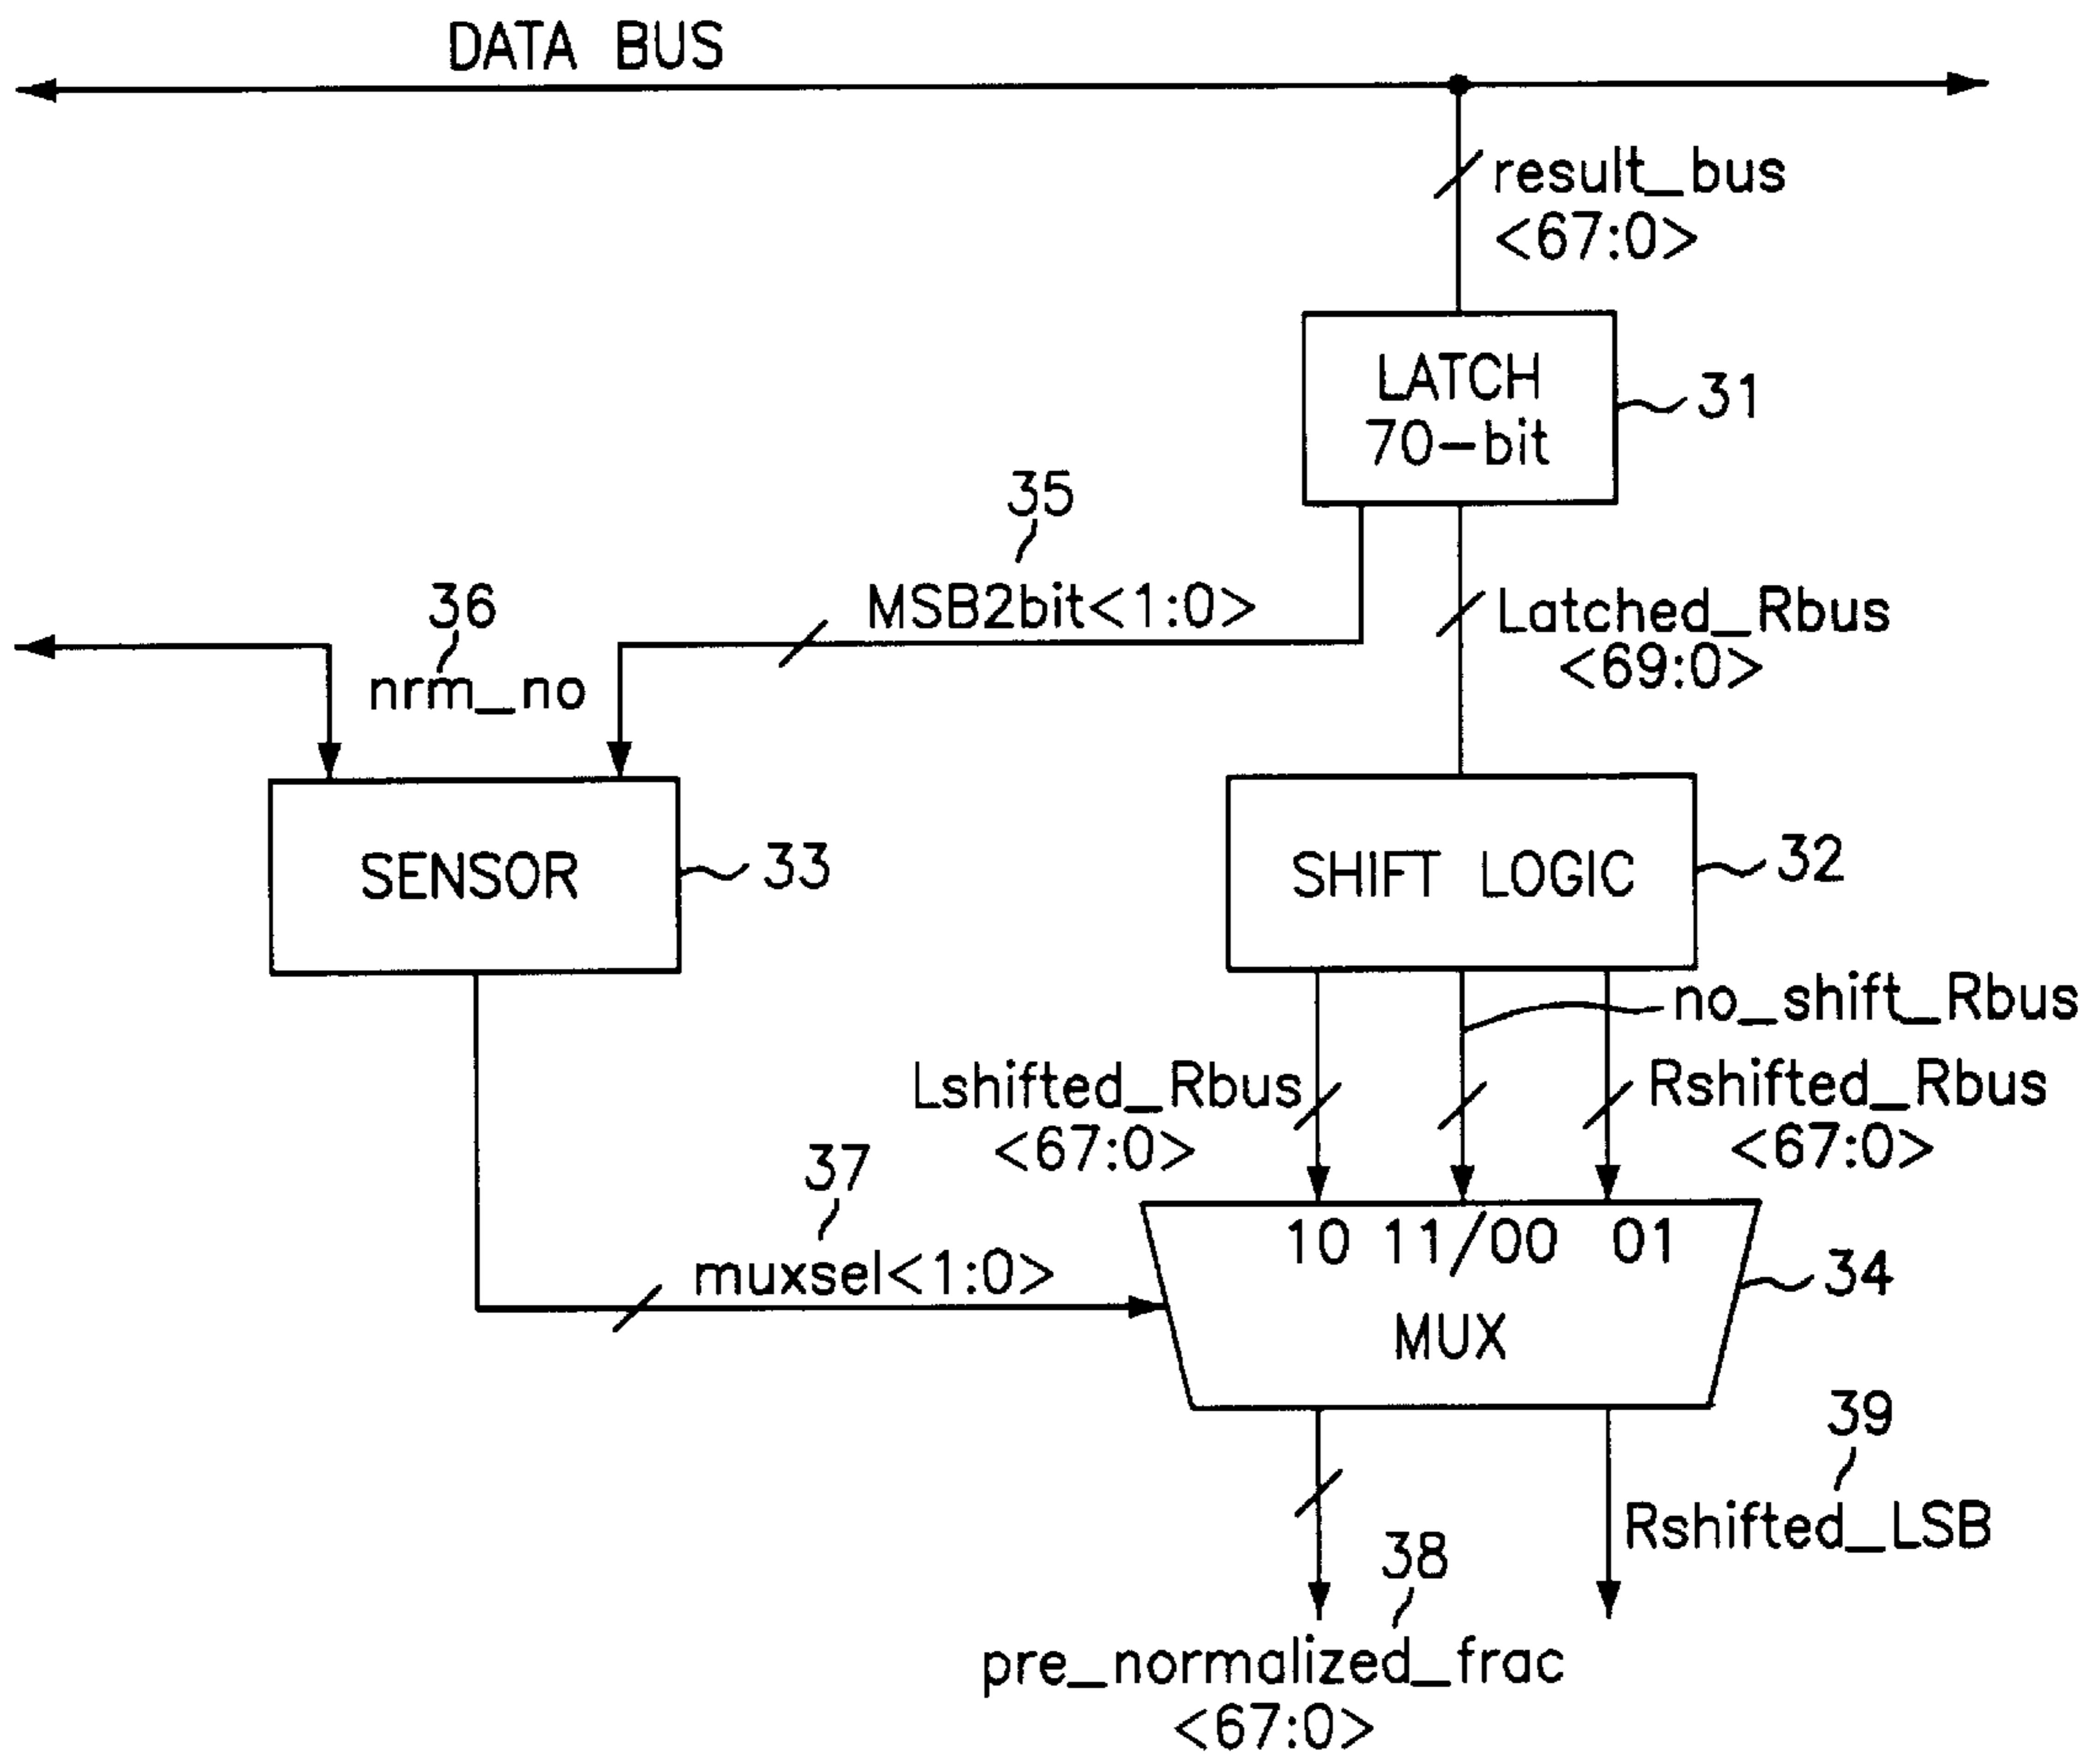 DATA BUS
result_bus
<67:0>
LATCH
70-bit
31
35
MSB2bit<1:0>
36
nrm_no
Latched_Rbus
<69:0>
SENSOR
33
SHIFT LOGIC
32
no_shift_Rbus
Lshifted_Rbus
<67:0>
Rshifted_Rbus
<67:0>
37
muxsel<1:0>
10 11/00 01
MUX
34
39
Rshifted_LSB
38
pre_normalized_frac
<67:0>